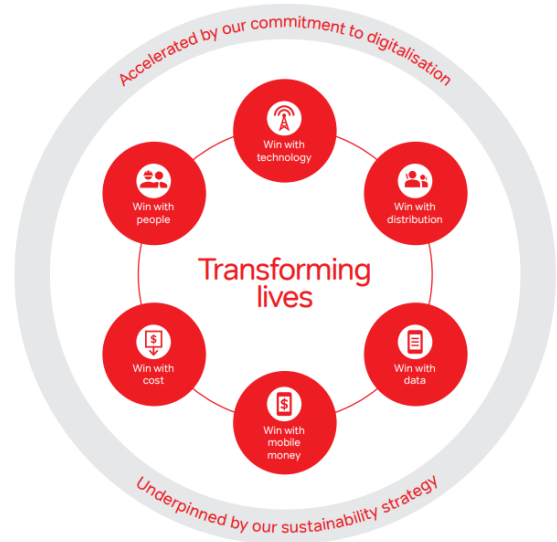 Accelerated by our commitment to digitalisation
Win with
technology
Win with
people
Win with
distribution
Transforming
lives
Win with
cost
Win with
data
$
$
Win with
mobile
money
Underpinned by our sustainability strategy